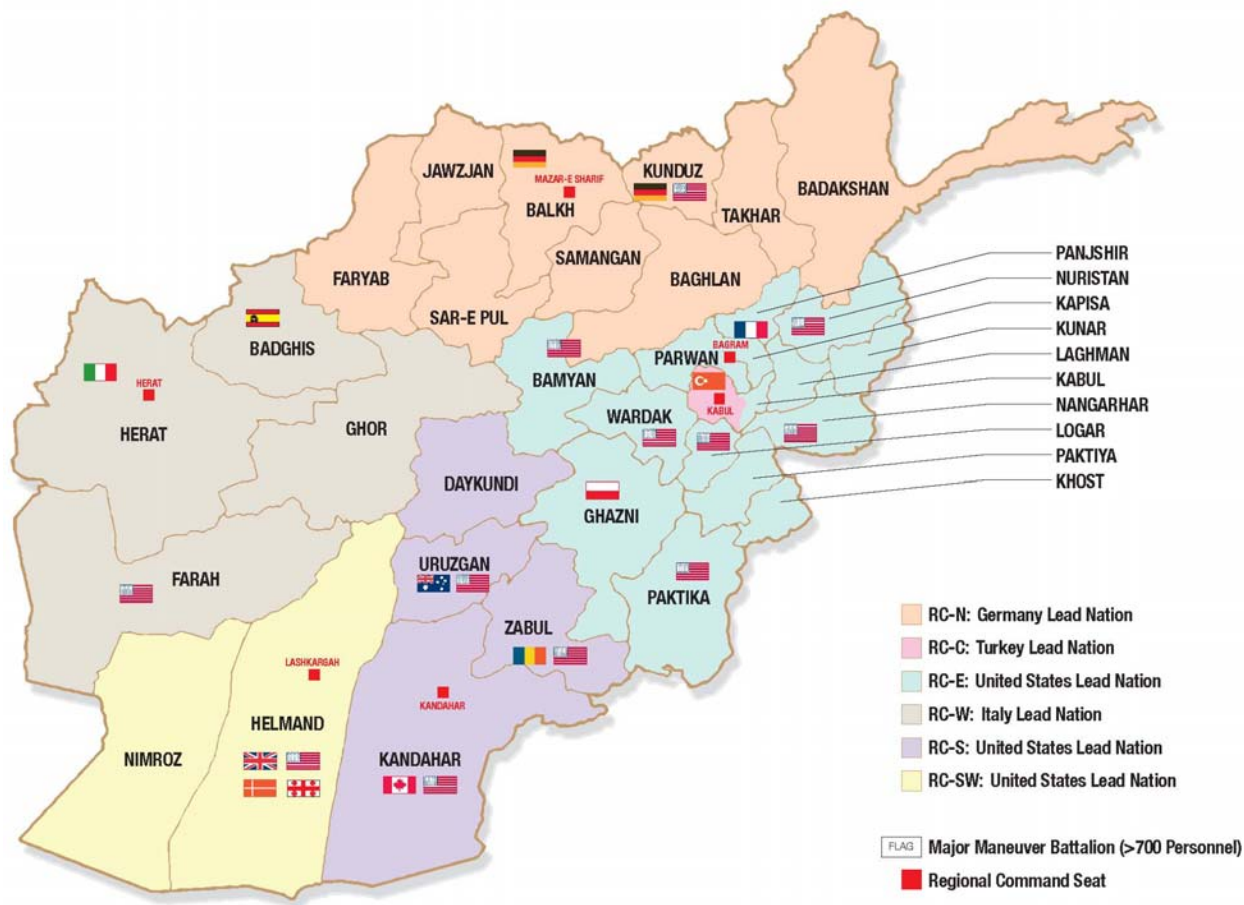 JAWZJAN
MAZAR-E SHARIF
BALKH
KUNDUZ
TAKHAR
BADAKSHAN
FARYAB
SAR-E PUL
SAMANGAN
BAGHLAN
BADGHIS
HERAT
HERAT
GHOR
BAMYAN
PARWAN
BAGRAM
KABUL
WARDAK
PANJSHIR
NURISTAN
KAPISA
KUNAR
LAGHMAN
KABUL
NANGARHAR
LOGAR
PAKTIYA
KHOST
DAYKUNDI
GHAZNI
FARAH
URUZGAN
ZABUL
PAKTIKA
LASHKARGAH
HELMAND
NIMROZ
KANDAHAR
KANDAHAR
RC-N: Germany Lead Nation
RC-C: Turkey Lead Nation
RC-E: United States Lead Nation
RC-W: Italy Lead Nation
RC-S: United States Lead Nation
RC-SW: United States Lead Nation
FLAG Major Maneuver Battalion (>700 Personnel)
Regional Command Seat